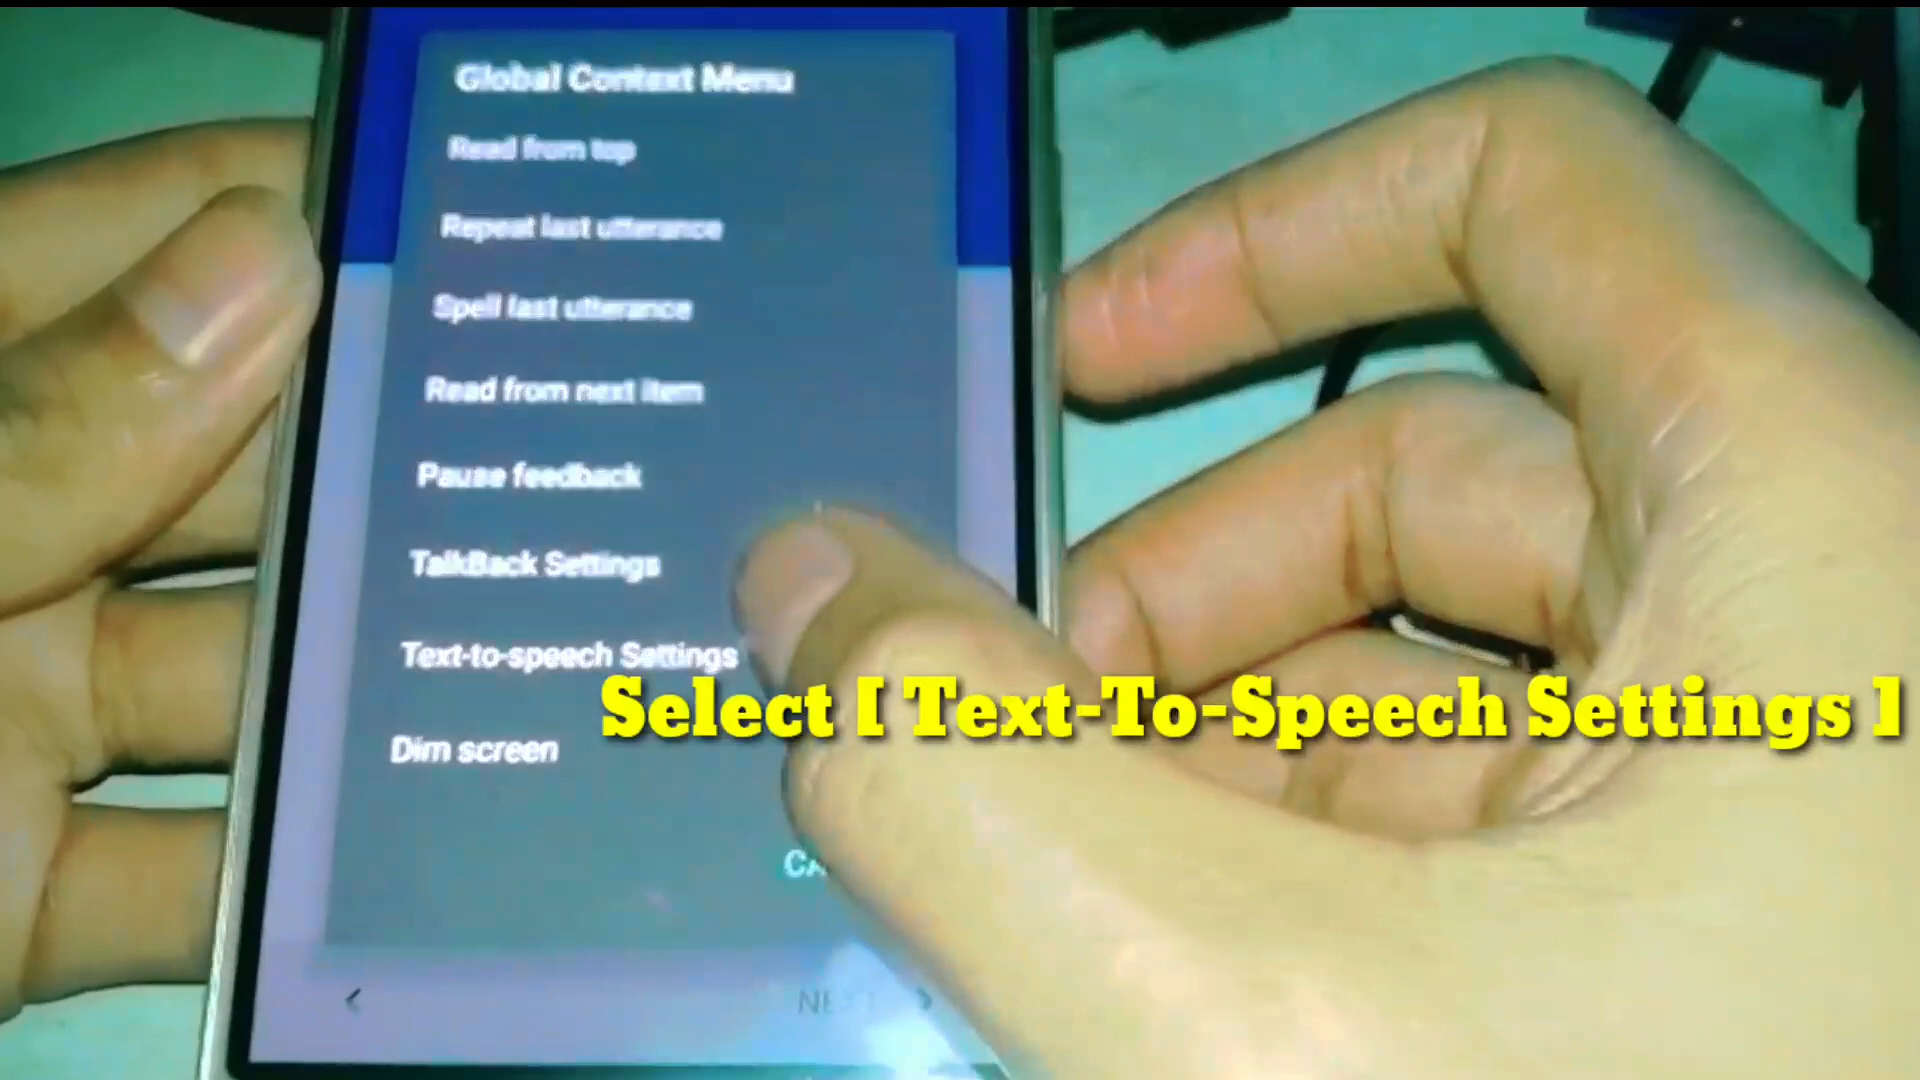 Global Context Menu
Read from top
Repeat last utterance
Spell last utterance
Read from next item
Pause feedback
TalkBack Settings
Text-to-speech Settings
Select [ Text-To-Speech Settings ]
Dim screen